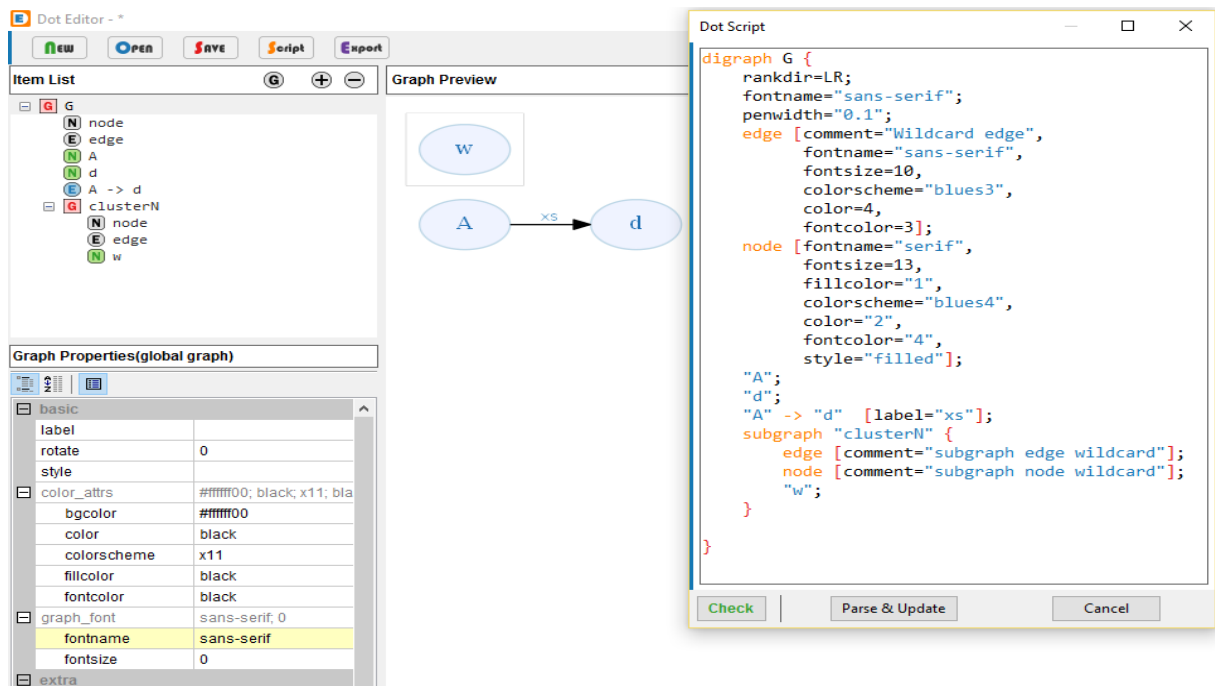 Dot Editor - *
New Open Save Script Export
Item List G
G G
N node
E edge
N A
N d
E A -> d
G clusterN
N node
E edge
N w
Graph Properties(global graph)
basic
label
rotate 0
style
color_attrs #ffffff00; black; x11; bla
bgcolor #ffffff00
color black
colorscheme x11
fillcolor black
fontcolor black
graph_font sans-serif; 0
fontname sans-serif
fontsize 0
extra
Graph Preview
w
A xs d
Dot Script
digraph G {
rankdir=LR;
fontname="sans-serif";
penwidth="0.1";
edge [comment="Wildcard edge",
fontname="sans-serif",
fontsize=10,
colorscheme="blues3",
color=4,
fontcolor=3];
node [fontname="serif",
fontsize=13,
fillcolor="1",
colorscheme="blues4",
color="2",
fontcolor="4",
style="filled"];
"A";
"d";
"A" -> "d" [label="xs"];
subgraph "clusterN" {
edge [comment="subgraph edge wildcard"];
node [comment="subgraph node wildcard"];
"w";
}
}
Check Parse & Update Cancel